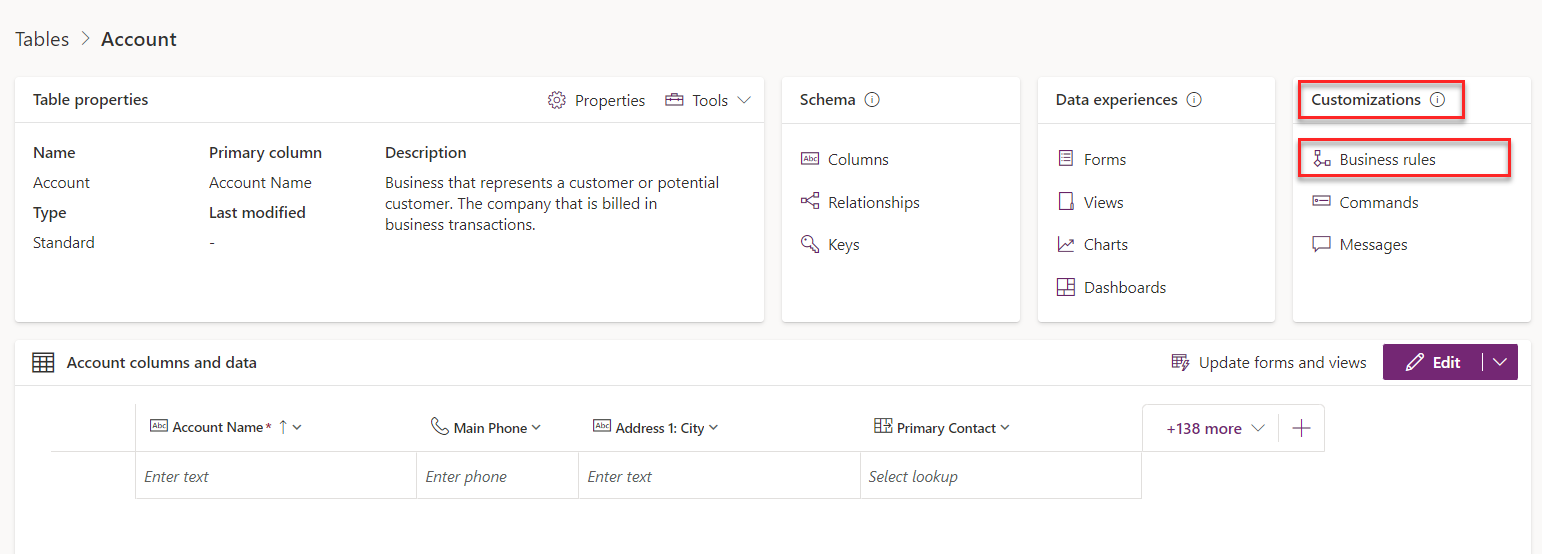 Tables > Account
Table properties
Properties
Tools
Name
Primary column
Description
Account
Account Name
Business that represents a customer or potential
customer. The company that is billed in
business transactions.
Type
Last modified
Standard
-
Schema
Abc Columns
Relationships
Keys
Data experiences
Forms
Views
Charts
Dashboards
Customizations
Business rules
Commands
Messages
Account columns and data
Update forms and views
Edit
Abc Account Name* ↑
Main Phone
Abc Address 1: City
Primary Contact
+138 more
Enter text
Enter phone
Enter text
Select lookup